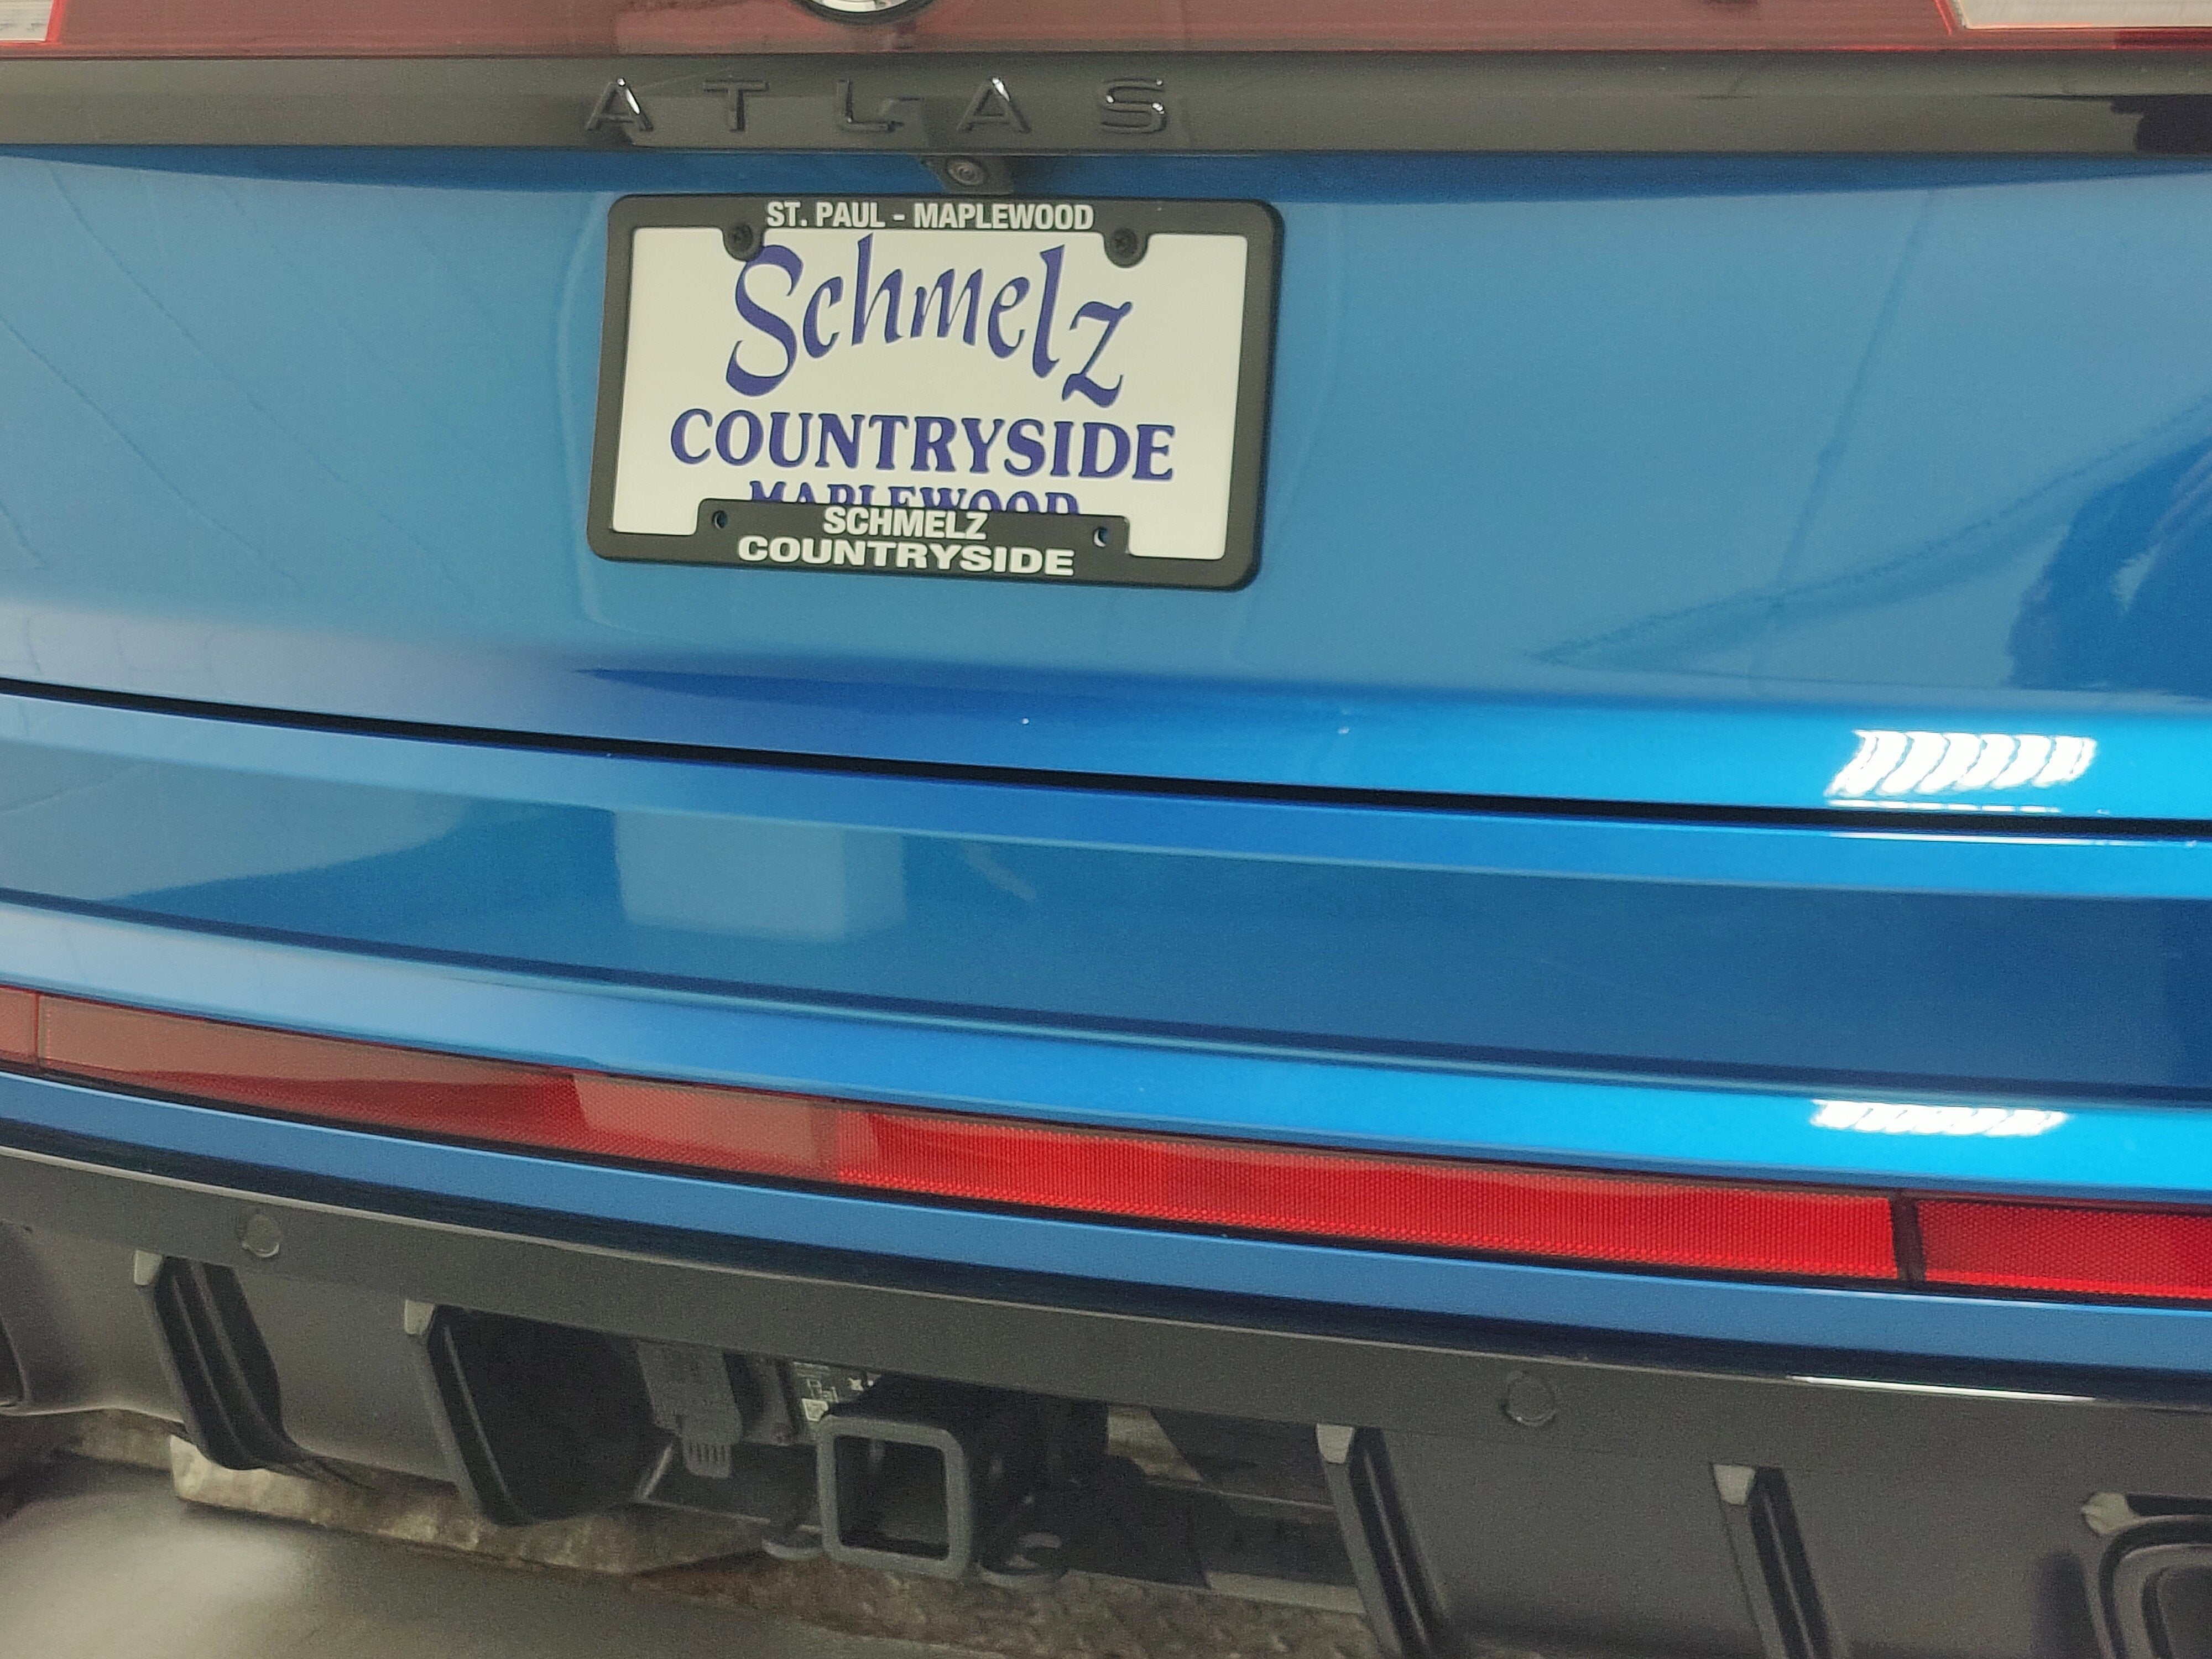 ATLAS
ST. PAUL - MAPLEWOOD
Schmelz
COUNTRYSIDE
MAPLEWOOD
SCHMELZ
COUNTRYSIDE